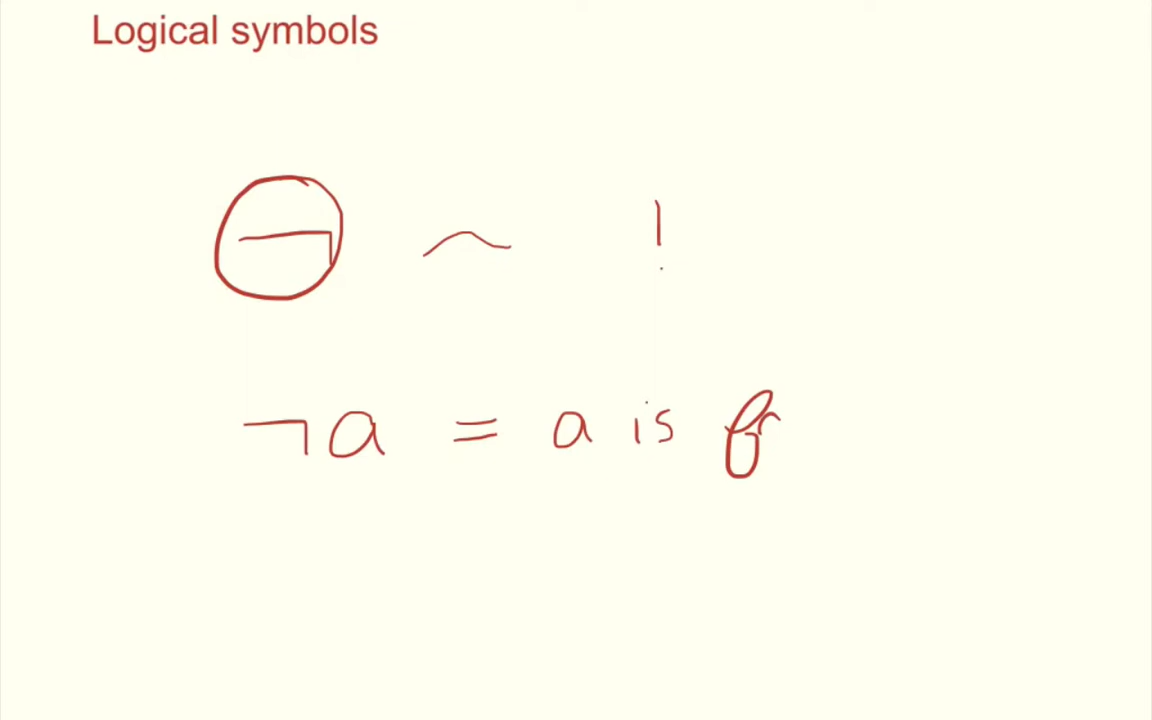 Logical symbols
¬ ~ !
¬a = a is f